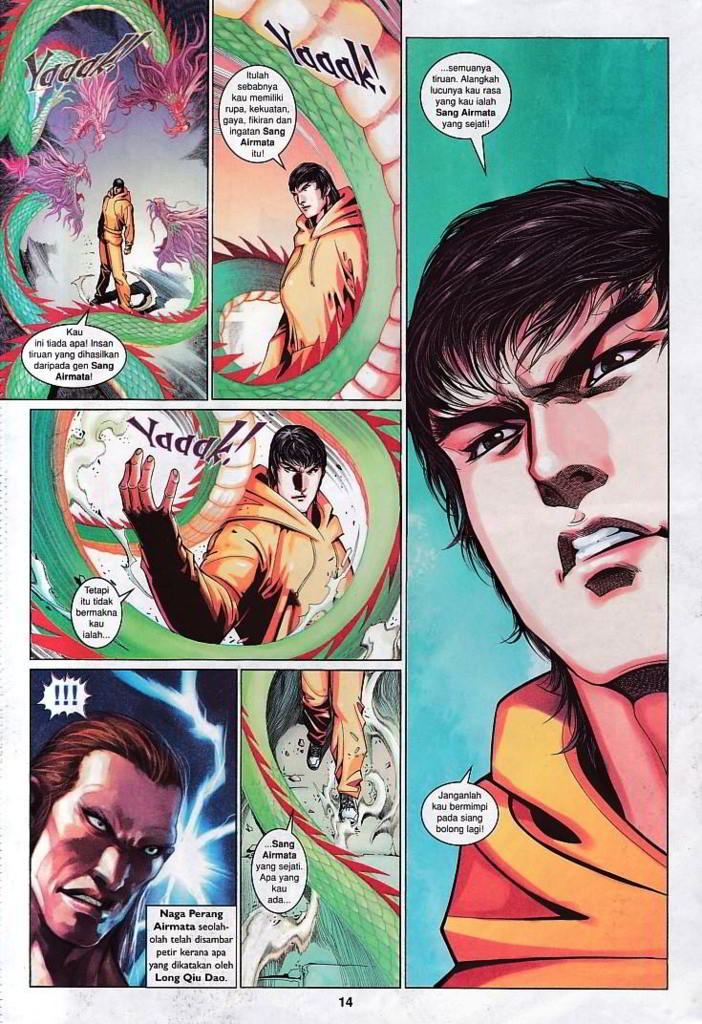 Yaaak!
Kau
ini tiada apa! Insan
tiruan yang dihasilkan
daripada gen Sang
Airmata!
Yaaak!
Itulah
sebabnya
kau memiliki
rupa, kekuatan,
gaya, fikiran dan
ingatan Sang
Airmata
itu!
Yaaak!
Tetapi
itu tidak
bermakna
kau
ialah...
!!!
Naga Perang
Airmata seolah-
olah telah disambar
petir kerana apa
yang dikatakan oleh
Long Qiu Dao.
...Sang
Airmata
yang sejati.
Apa yang
kau
ada...
...semuanya
tiruan. Alangkah
lucunya kau rasa
yang kau ialah
Sang Airmata
yang sejati!
Janganlah
kau bermimpi
pada siang
bolong lagi!
14